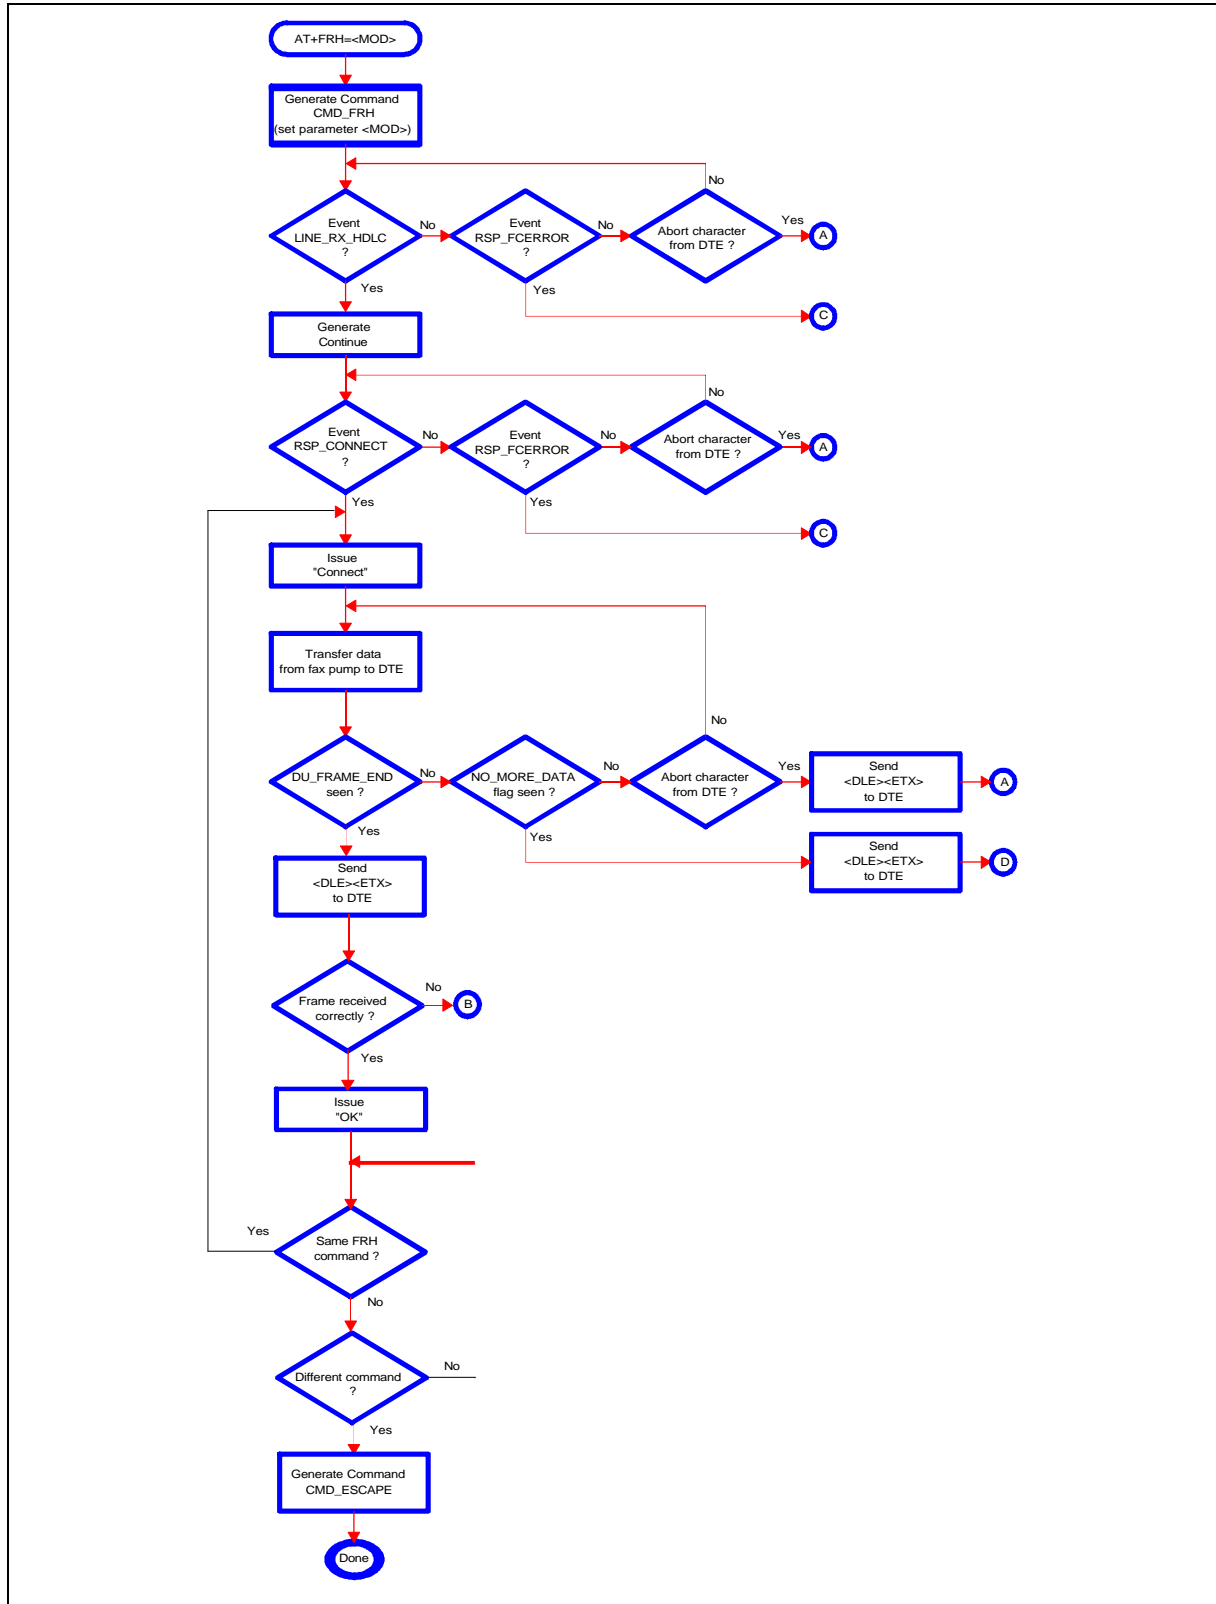 AT+FRH=<MOD>
Generate Command
CMD_FRH
(set parameter <MOD>)
No
Event
LINE_RX_HDLC
?
No
Event
RSP_FCERROR
?
No
Abort character
from DTE ?
Yes
A
Yes
Yes
C
Generate
Continue
No
Event
RSP_CONNECT
?
No
Event
RSP_FCERROR
?
No
Abort character
from DTE ?
Yes
A
Yes
Yes
C
Issue
"Connect"
Transfer data
from fax pump to DTE
No
DU_FRAME_END
seen ?
No
NO_MORE_DATA
flag seen ?
No
Abort character
from DTE ?
Yes
Send
<DLE><ETX>
to DTE
A
Yes
Yes
Send
<DLE><ETX>
to DTE
D
Send
<DLE><ETX>
to DTE
Frame received
correctly ?
No
B
Yes
Issue
"OK"
Yes
Same FRH
command ?
No
Different command
?
No
Yes
Generate Command
CMD_ESCAPE
Done